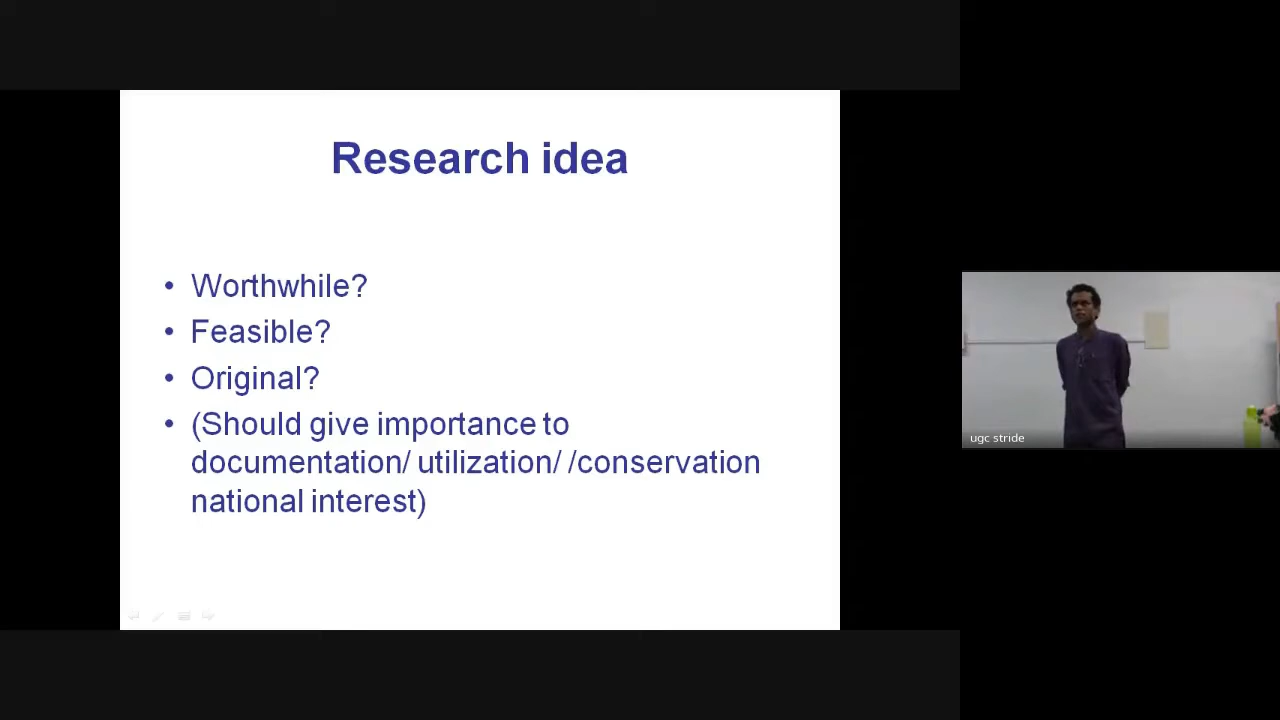 Research idea
• Worthwhile?
• Feasible?
• Original?
• (Should give importance to
documentation/ utilization/ /conservation
national interest)
ugc stride